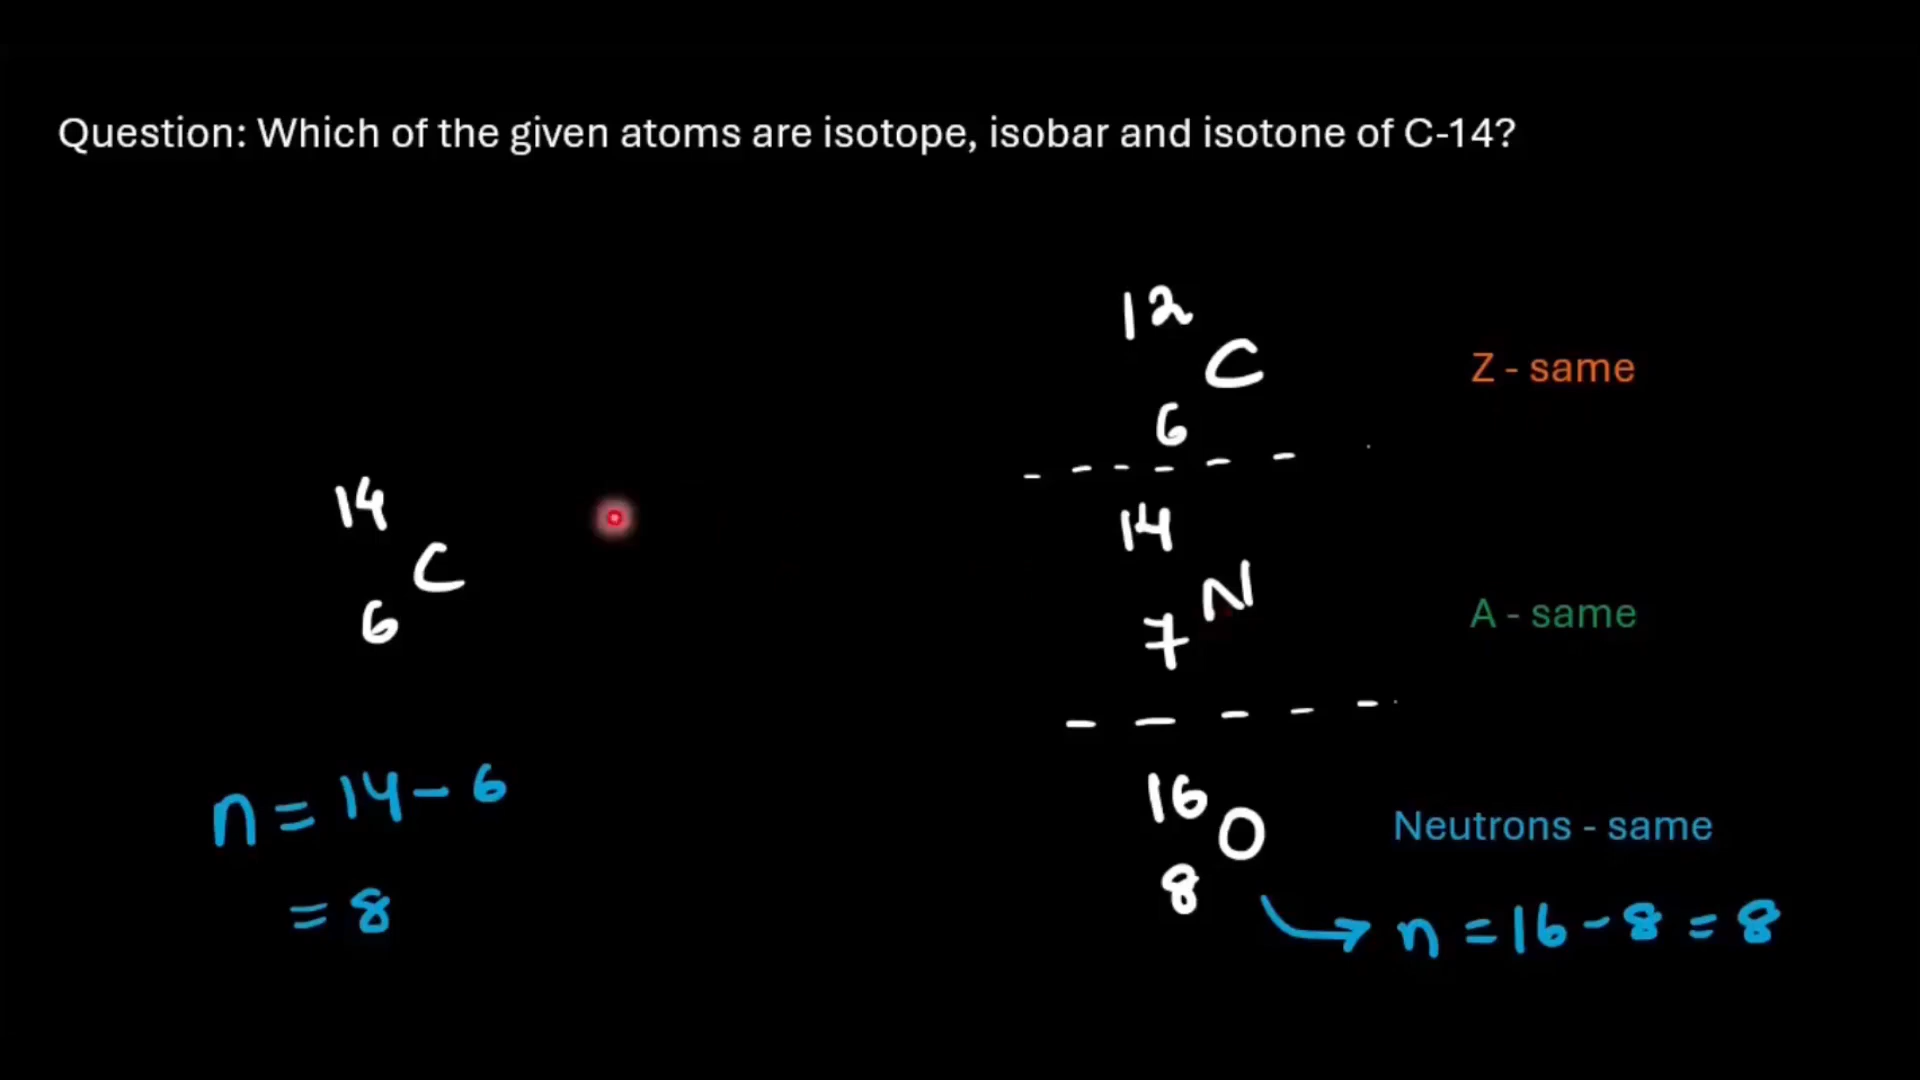 Question: Which of the given atoms are isotope, isobar and isotone of C-14?
12
C
6
Z - same
14
C
6
14
N
7
A - same
n = 14 - 6
= 8
16
O
8
Neutrons - same
n = 16 - 8 = 8